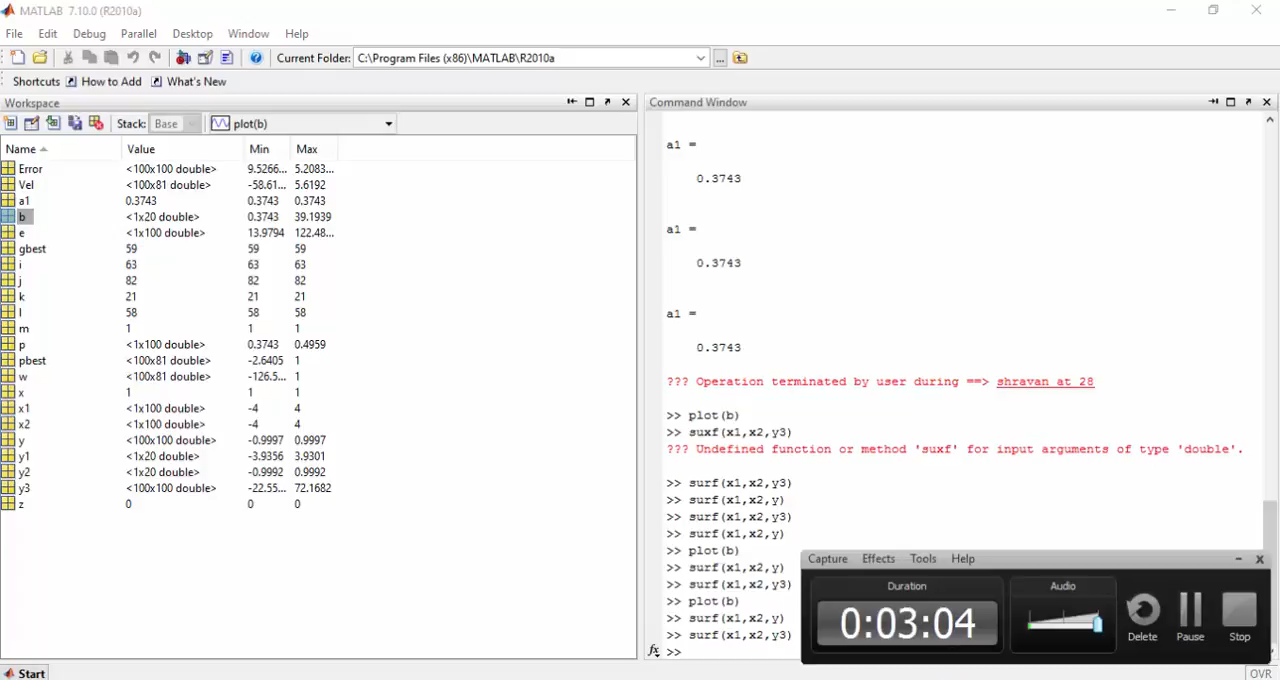 MATLAB 7.10.0 (R2010a)
File Edit Debug Parallel Desktop Window Help
Current Folder: C:\Program Files (x86)\MATLAB\R2010a ...
Shortcuts How to Add What's New
Workspace
Stack: Base plot(b)
Name Value Min Max
Error <100x100 double> 9.5266... 5.2083...
Vel <100x81 double> -58.61... 5.6192
a1 0.3743 0.3743 0.3743
b <1x20 double> 0.3743 39.1939
e <1x100 double> 13.9794 122.48...
gbest 59 59 59
i 63 63 63
j 82 82 82
k 21 21 21
l 58 58 58
m 1 1 1
p <1x100 double> 0.3743 0.4959
pbest <100x81 double> -2.6405 1
w <100x81 double> -126.5... 1
x 1 1 1
x1 <1x100 double> -4 4
x2 <1x100 double> -4 4
y <100x100 double> -0.9997 0.9997
y1 <1x20 double> -3.9356 3.9301
y2 <1x20 double> -0.9992 0.9992
y3 <100x100 double> -22.55... 72.1682
z 0 0 0
Command Window
a1 =
0.3743
a1 =
0.3743
a1 =
0.3743
??? Operation terminated by user during ==> shravan at 28
>> plot(b)
>> suxf(x1,x2,y3)
??? Undefined function or method 'suxf' for input arguments of type 'double'.
>> surf(x1,x2,y3)
>> surf(x1,x2,y)
>> surf(x1,x2,y3)
>> surf(x1,x2,y)
>> plot(b)
>> surf(x1,x2,y)
>> surf(x1,x2,y3)
>> plot(b)
>> surf(x1,x2,y)
>> surf(x1,x2,y3)
fx >>
Capture Effects Tools Help
Duration
0:03:04
Audio
Delete Pause Stop
Start
OVR